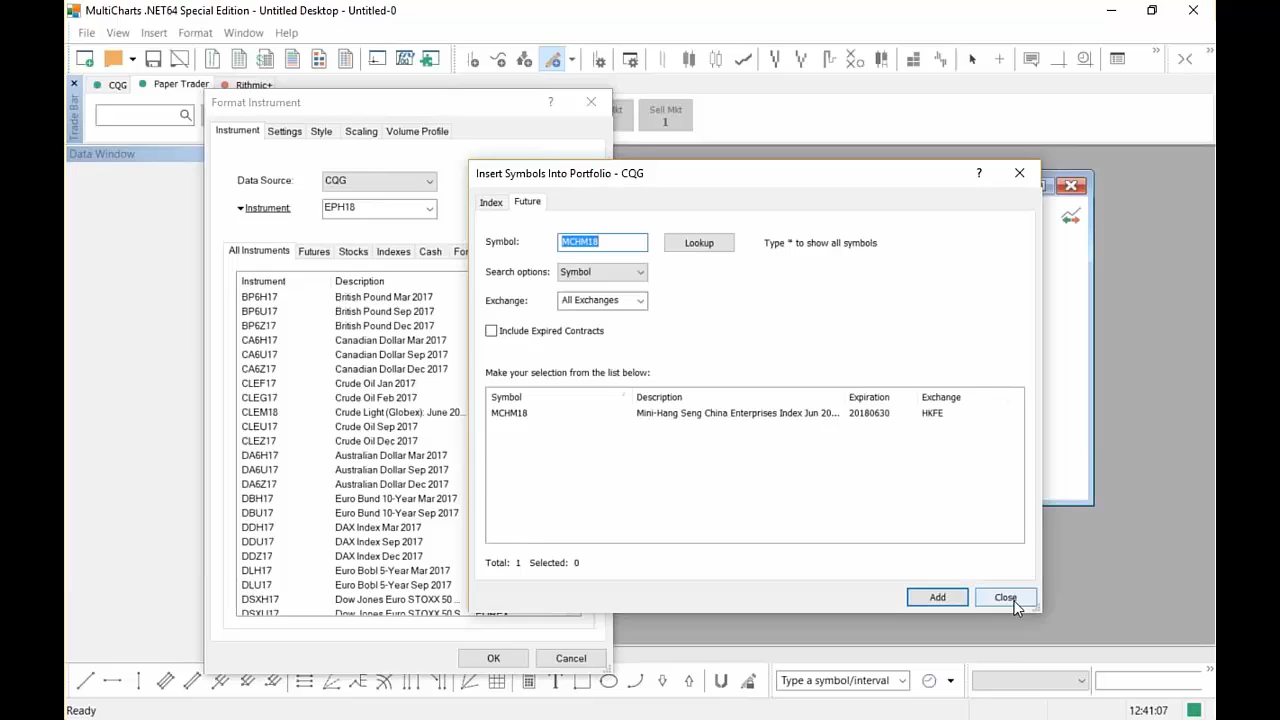 MultiCharts .NET64 Special Edition - Untitled Desktop - Untitled-0
File View Insert Format Window Help
CQG Paper Trader Rithmic+
Trade Bar
Sell Mkt
1
Data Window
Format Instrument
?
Instrument Settings Style Scaling Volume Profile
Data Source: CQG
Instrument: EPH18
All Instruments Futures Stocks Indexes Cash
Instrument Description
BP6H17 British Pound Mar 2017
BP6U17 British Pound Sep 2017
BP6Z17 British Pound Dec 2017
CA6H17 Canadian Dollar Mar 2017
CA6U17 Canadian Dollar Sep 2017
CA6Z17 Canadian Dollar Dec 2017
CLEF17 Crude Oil Jan 2017
CLEG17 Crude Oil Feb 2017
CLEM18 Crude Light (Globex): June 20...
CLEU17 Crude Oil Sep 2017
CLEZ17 Crude Oil Dec 2017
DA6H17 Australian Dollar Mar 2017
DA6U17 Australian Dollar Sep 2017
DA6Z17 Australian Dollar Dec 2017
DBH17 Euro Bund 10-Year Mar 2017
DBU17 Euro Bund 10-Year Sep 2017
DDH17 DAX Index Mar 2017
DDU17 DAX Index Sep 2017
DDZ17 DAX Index Dec 2017
DLH17 Euro Bobl 5-Year Mar 2017
DLU17 Euro Bobl 5-Year Sep 2017
DSXH17 Dow Jones Euro STOXX 50 ...
DSXU17 Dow Jones Euro STOXX 50 S...
OK Cancel
Insert Symbols Into Portfolio - CQG
?
Index Future
Symbol: MCHM18 Lookup Type * to show all symbols
Search options: Symbol
Exchange: All Exchanges
Include Expired Contracts
Make your selection from the list below:
Symbol Description Expiration Exchange
MCHM18 Mini-Hang Seng China Enterprises Index Jun 20... 20180630 HKFE
Total: 1 Selected: 0
Add Close
Type a symbol/interval
Ready 12:41:07